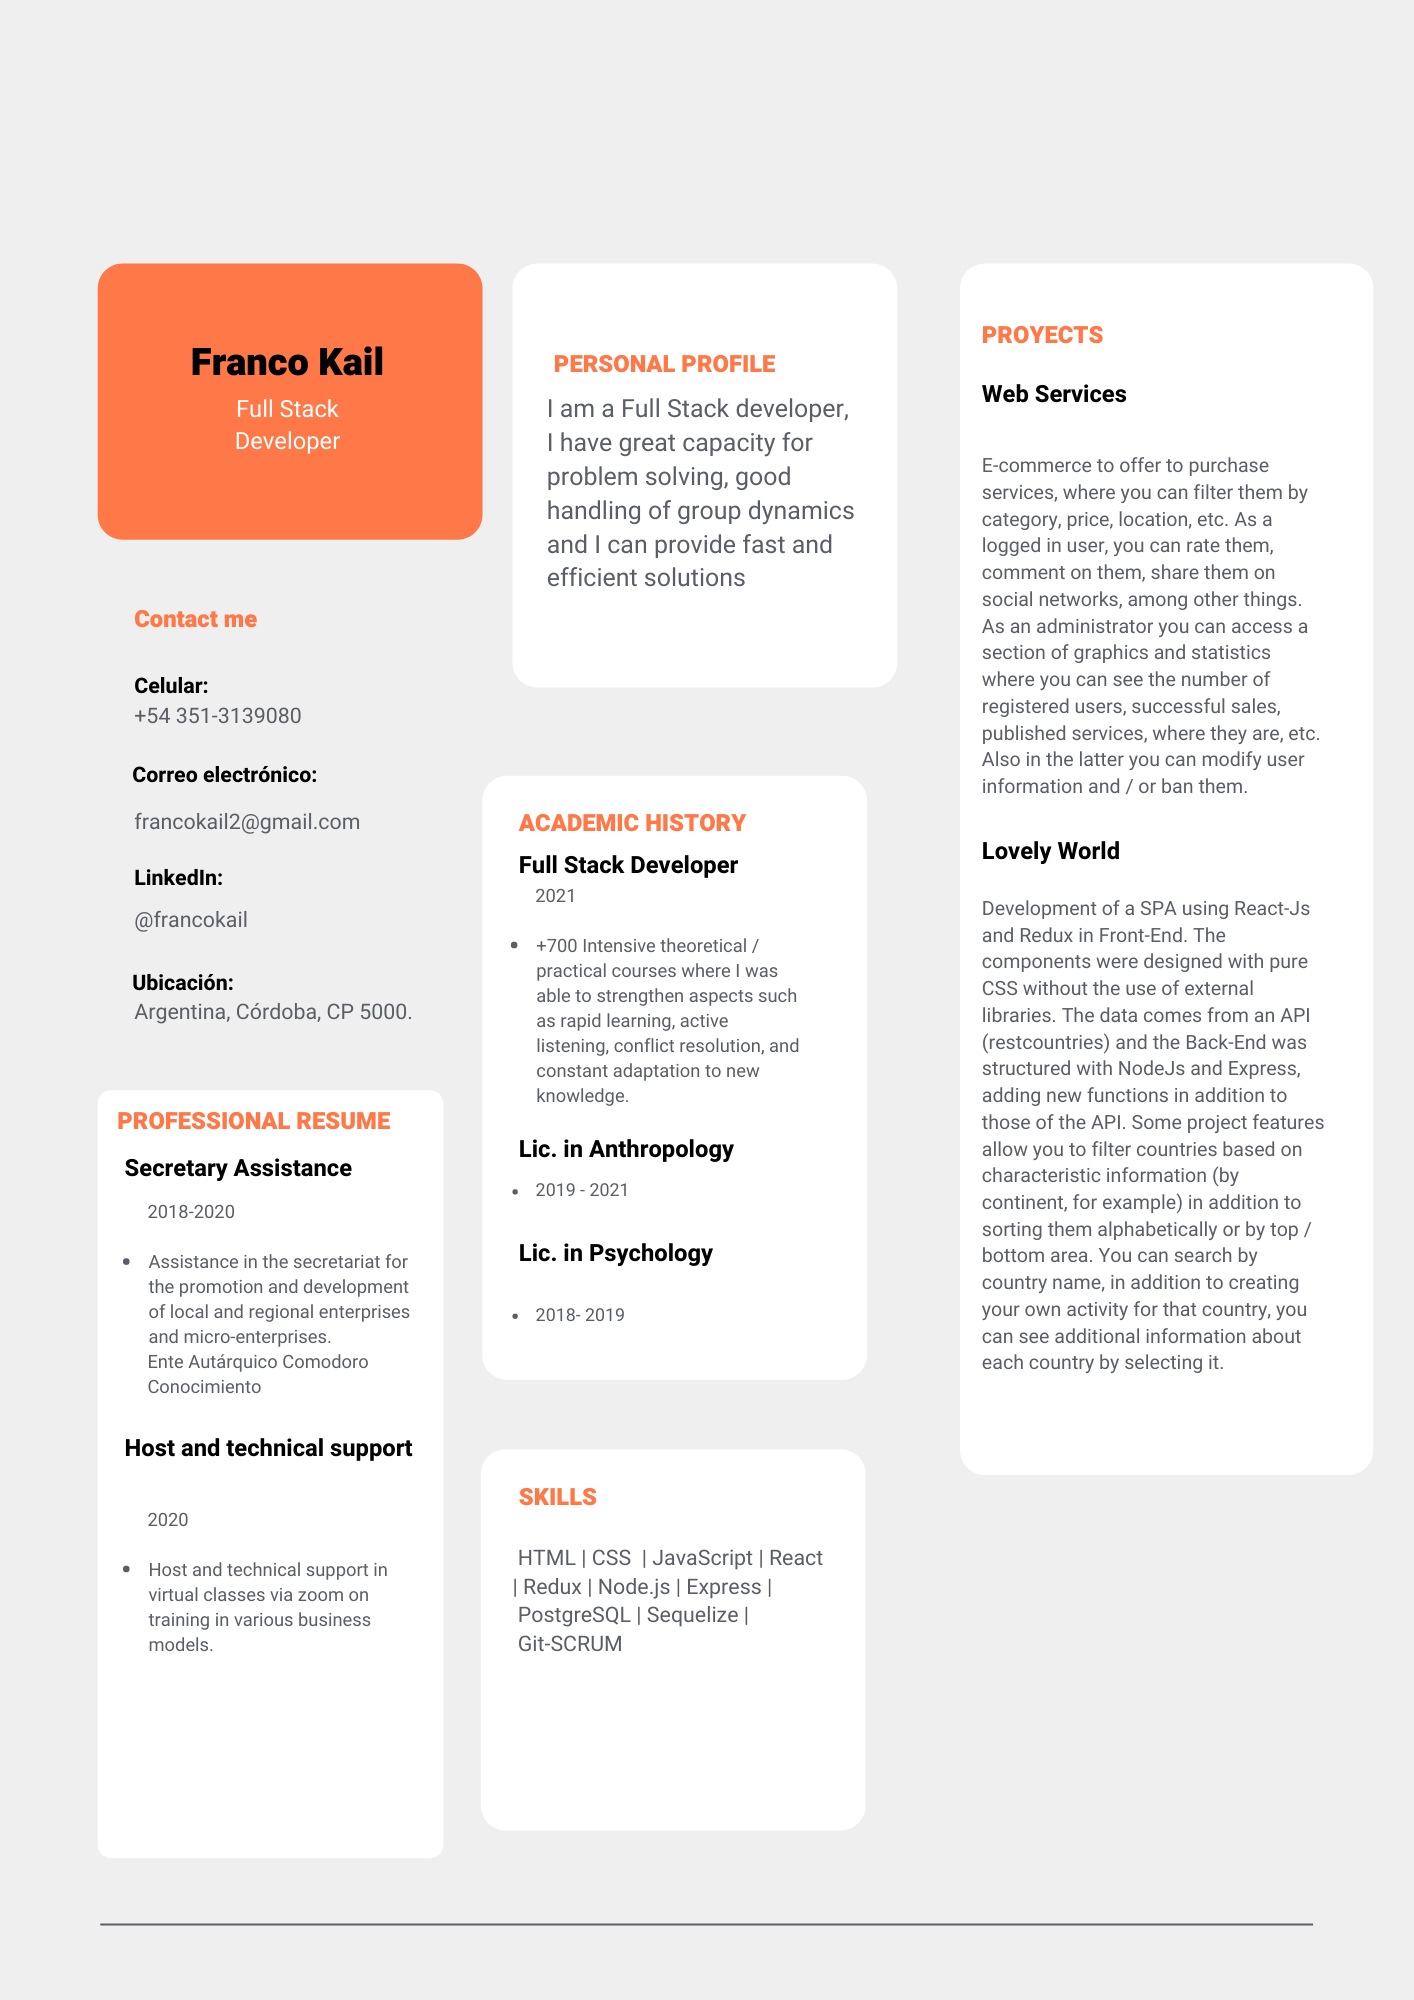 Franco Kail
Full Stack
Developer
Contact me
Celular:
+54 351-3139080
Correo electrónico:
francokail2@gmail.com
LinkedIn:
@francokail
Ubicación:
Argentina, Córdoba, CP 5000.
PROFESSIONAL RESUME
Secretary Assistance
2018-2020
• Assistance in the secretariat for
the promotion and development
of local and regional enterprises
and micro-enterprises.
Ente Autárquico Comodoro
Conocimiento
Host and technical support
2020
• Host and technical support in
virtual classes via zoom on
training in various business
models.
PERSONAL PROFILE
I am a Full Stack developer,
I have great capacity for
problem solving, good
handling of group dynamics
and I can provide fast and
efficient solutions
ACADEMIC HISTORY
Full Stack Developer
2021
• +700 Intensive theoretical /
practical courses where I was
able to strengthen aspects such
as rapid learning, active
listening, conflict resolution, and
constant adaptation to new
knowledge.
Lic. in Anthropology
• 2019 - 2021
Lic. in Psychology
• 2018- 2019
SKILLS
HTML | CSS  | JavaScript | React
| Redux | Node.js | Express |
PostgreSQL | Sequelize |
Git-SCRUM
PROYECTS
Web Services
E-commerce to offer to purchase
services, where you can filter them by
category, price, location, etc. As a
logged in user, you can rate them,
comment on them, share them on
social networks, among other things.
As an administrator you can access a
section of graphics and statistics
where you can see the number of
registered users, successful sales,
published services, where they are, etc.
Also in the latter you can modify user
information and / or ban them.
Lovely World
Development of a SPA using React-Js
and Redux in Front-End. The
components were designed with pure
CSS without the use of external
libraries. The data comes from an API
(restcountries) and the Back-End was
structured with NodeJs and Express,
adding new functions in addition to
those of the API. Some project features
allow you to filter countries based on
characteristic information (by
continent, for example) in addition to
sorting them alphabetically or by top /
bottom area. You can search by
country name, in addition to creating
your own activity for that country, you
can see additional information about
each country by selecting it.